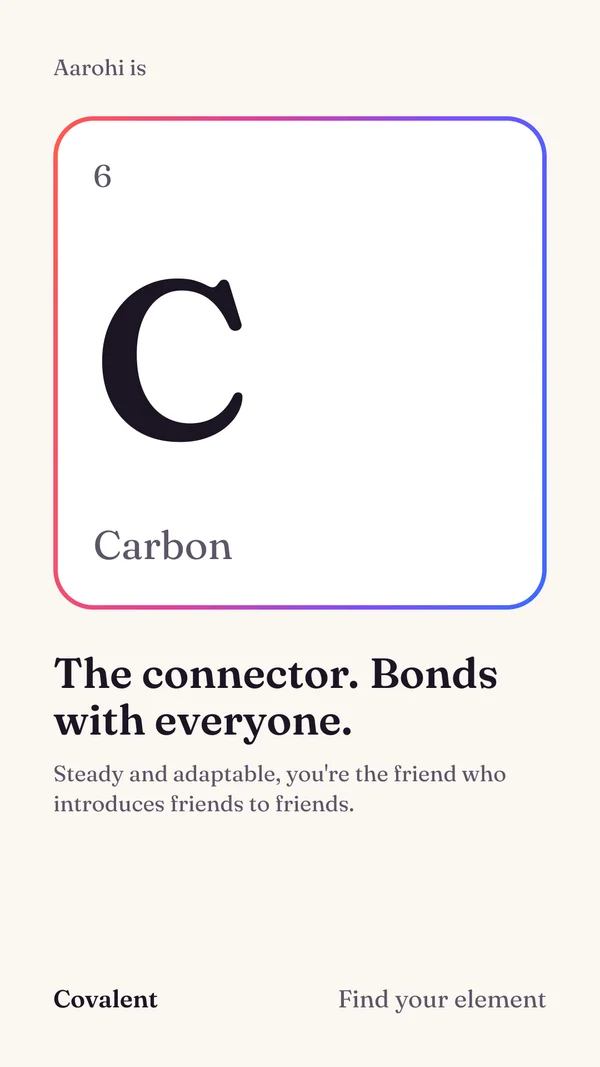 Aarohi is
6
C
Carbon
The connector. Bonds
with everyone.
Steady and adaptable, you're the friend who
introduces friends to friends.
Covalent
Find your element